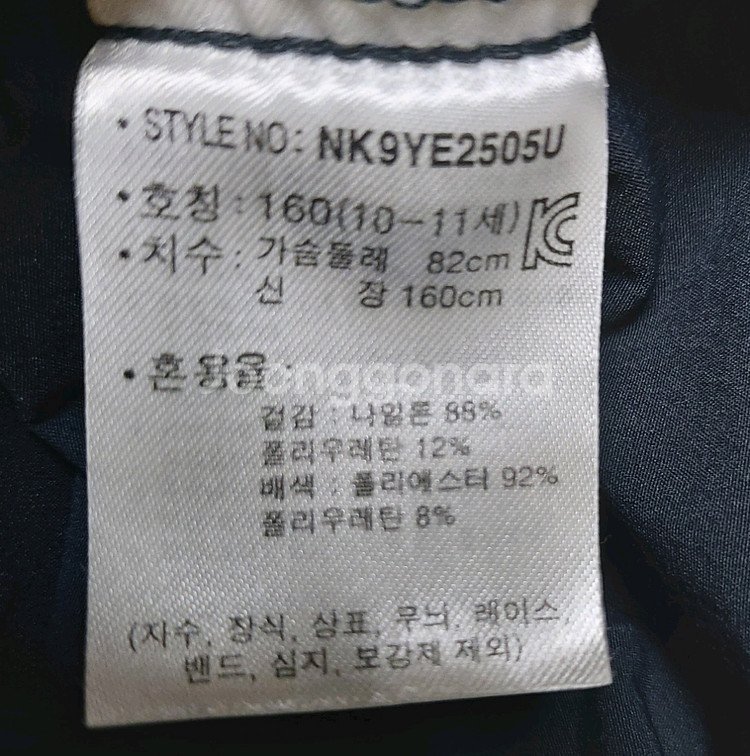 • STYLE NO: NK9YE2505U
• 호칭 : 160(10-11세)
• 치수 : 가슴둘레 82cm
신 장 160cm
• 혼용율 :
겉감 : 나일론 88%
폴리우레탄 12%
배색 : 폴리에스터 92%
폴리우레탄 8%
(자수, 장식, 상표, 무늬, 레이스,
밴드, 심지, 보강제 제외)